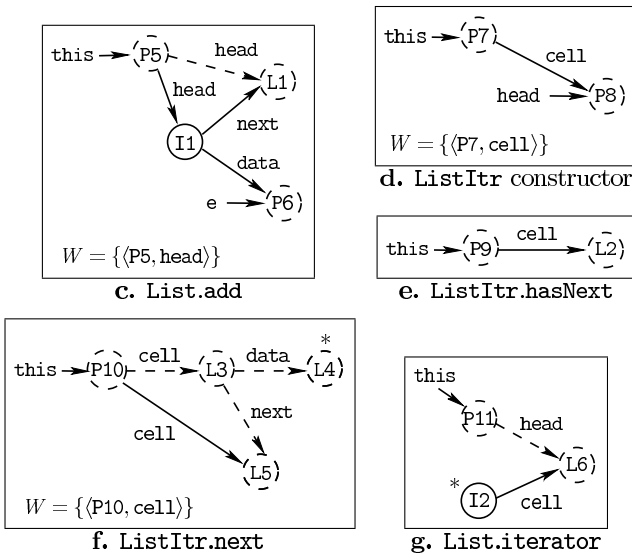 this P5 head L1
head
I1 next
data
e P6
W = {⟨P5, head⟩}
c. List.add
this P7 cell
head P8
W = {⟨P7, cell⟩}
d. ListItr constructor
this P9 cell L2
e. ListItr.hasNext
this P10 cell L3 data L4 *
next
cell
L5
W = {⟨P10, cell⟩}
f. ListItr.next
this
P11 head
L6
* I2 cell
g. List.iterator